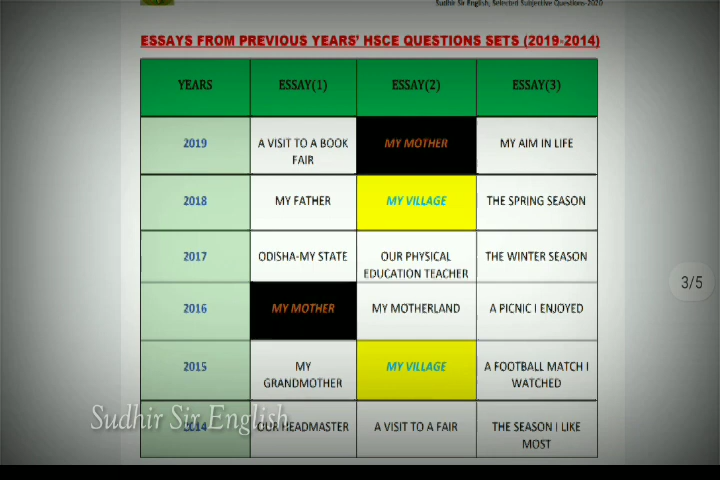 Sudhir Sir English, Selected Subjective Questions-2020
ESSAYS FROM PREVIOUS YEARS' HSCE QUESTIONS SETS (2019-2014)
YEARS ESSAY(1) ESSAY(2) ESSAY(3)
2019 A VISIT TO A BOOK FAIR MY MOTHER MY AIM IN LIFE
2018 MY FATHER MY VILLAGE THE SPRING SEASON
2017 ODISHA-MY STATE OUR PHYSICAL EDUCATION TEACHER THE WINTER SEASON
2016 MY MOTHER MY MOTHERLAND A PICNIC I ENJOYED
2015 MY GRANDMOTHER MY VILLAGE A FOOTBALL MATCH I WATCHED
2014 OUR HEADMASTER A VISIT TO A FAIR THE SEASON I LIKE MOST
3/5
Sudhir Sir English